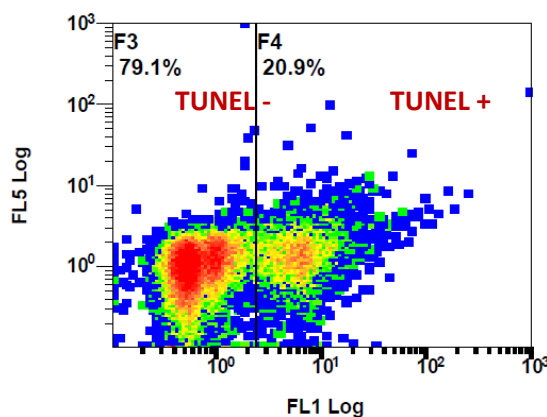 F3 F4
79.1% 20.9%
TUNEL - TUNEL +
10³
10²
10¹
10⁰
FL5 Log
10⁰ 10¹ 10² 10³
FL1 Log